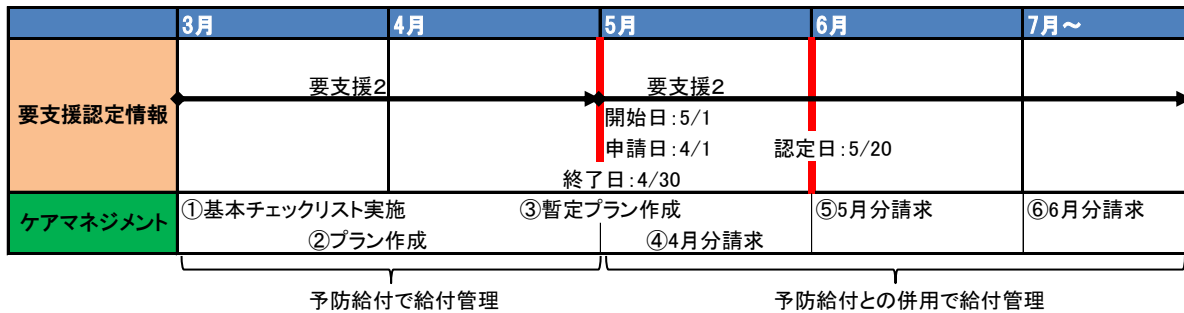 3月 4月 5月 6月 7月～
要支援認定情報
要支援2 要支援2
開始日:5/1
申請日:4/1 認定日:5/20
終了日:4/30
ケアマネジメント
①基本チェックリスト実施 ③暫定プラン作成 ⑤5月分請求 ⑥6月分請求
②プラン作成 ④4月分請求
予防給付で給付管理 予防給付との併用で給付管理